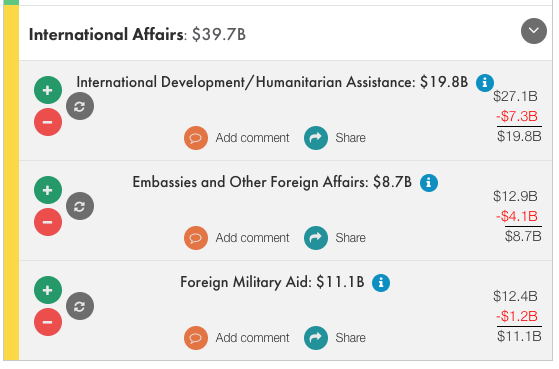 International Affairs: $39.7B
International Development/Humanitarian Assistance: $19.8B
$27.1B
-$7.3B
$19.8B
Add comment Share
Embassies and Other Foreign Affairs: $8.7B
$12.9B
-$4.1B
$8.7B
Add comment Share
Foreign Military Aid: $11.1B
$12.4B
-$1.2B
$11.1B
Add comment Share